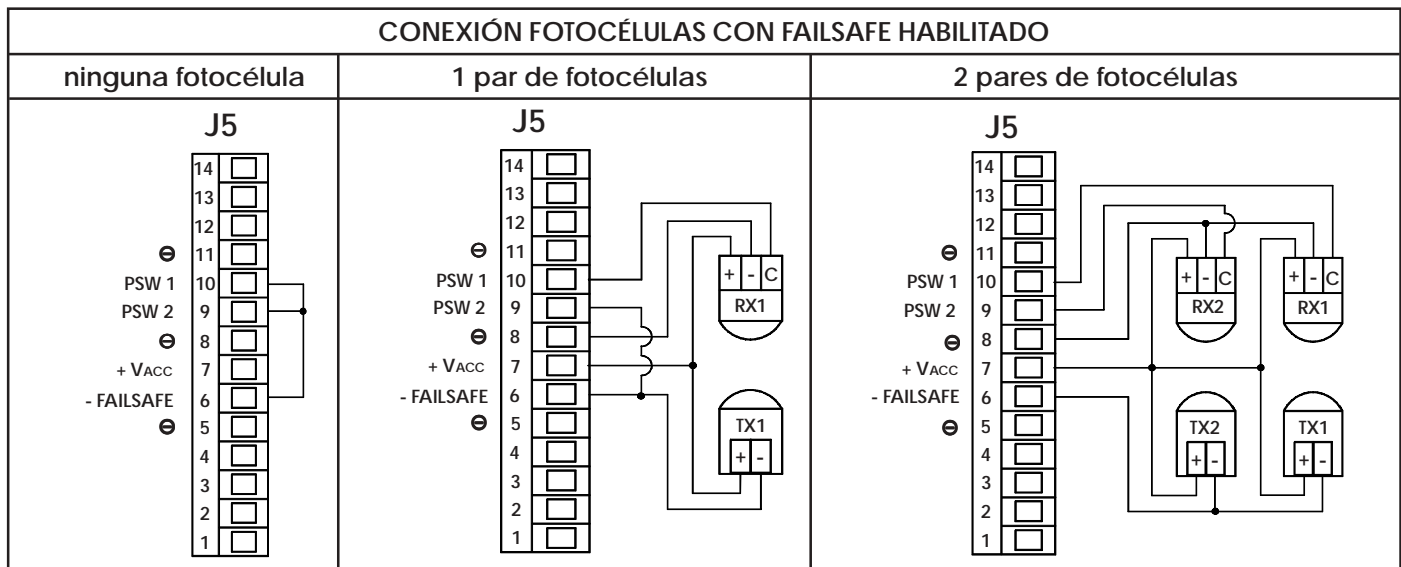 CONEXIÓN FOTOCÉLULAS CON FAILSAFE HABILITADO
ninguna fotocélula
1 par de fotocélulas
2 pares de fotocélulas
J5
14
13
12
⊖ 11
PSW 1 10
PSW 2 9
⊖ 8
+ VACC 7
- FAILSAFE 6
⊖ 5
4
3
2
1
J5
14
13
12
⊖ 11
PSW 1 10
PSW 2 9
⊖ 8
+ VACC 7
- FAILSAFE 6
⊖ 5
4
3
2
1
+ - C
RX1
TX1
+ -
J5
14
13
12
⊖ 11
PSW 1 10
PSW 2 9
⊖ 8
+ VACC 7
- FAILSAFE 6
⊖ 5
4
3
2
1
+ - C
RX2
+ - C
RX1
TX2
+ -
TX1
+ -